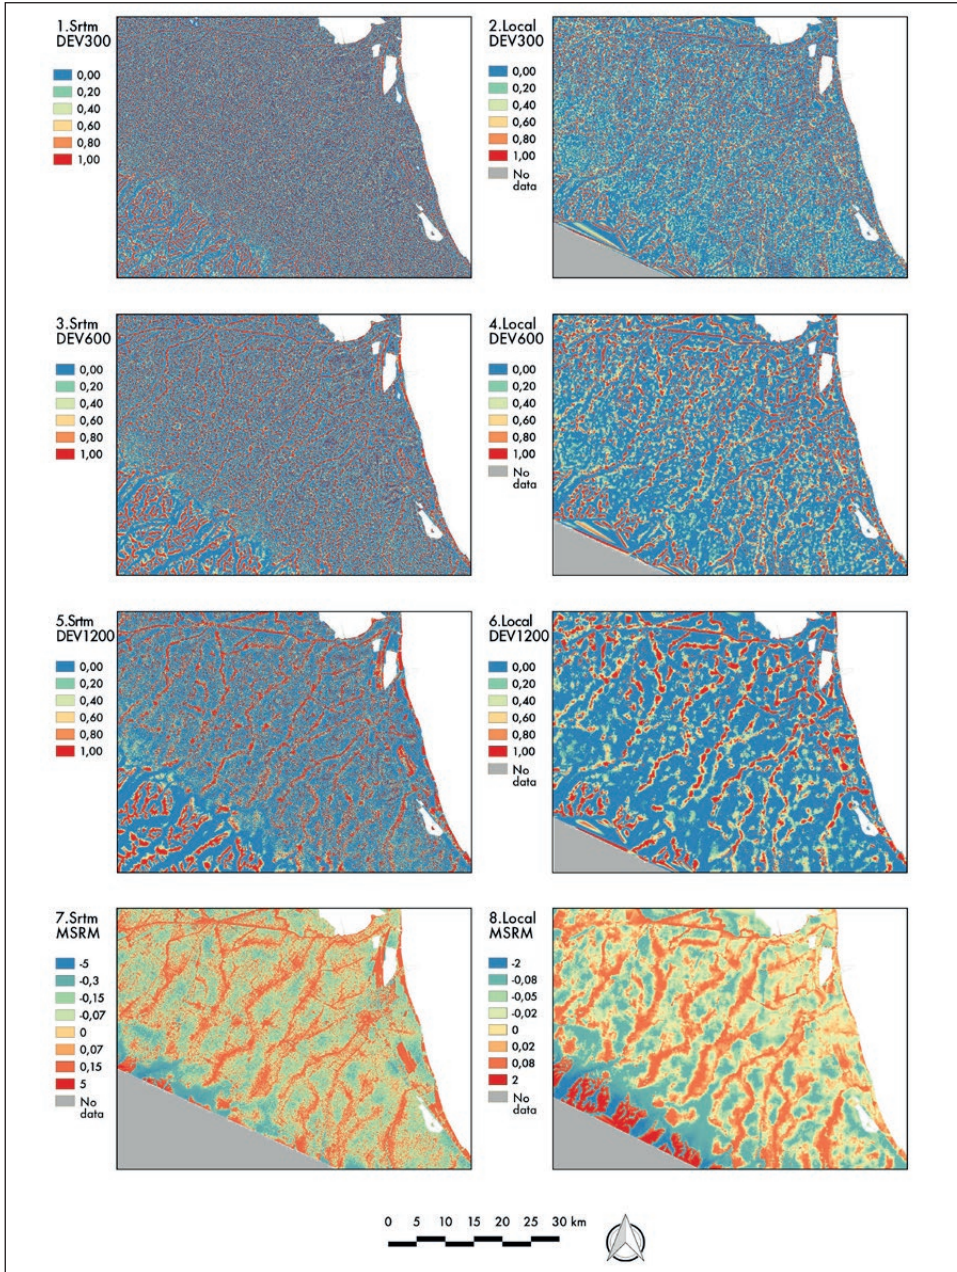 1.Srtm
DEV300
0,00
0,20
0,40
0,60
0,80
1,00
2.Local
DEV300
0,00
0,20
0,40
0,60
0,80
1,00
No
data
3.Srtm
DEV600
0,00
0,20
0,40
0,60
0,80
1,00
4.Local
DEV600
0,00
0,20
0,40
0,60
0,80
1,00
No
data
5.Srtm
DEV1200
0,00
0,20
0,40
0,60
0,80
1,00
6.Local
DEV1200
0,00
0,20
0,40
0,60
0,80
1,00
No
data
7.Srtm
MSRM
-5
-0,3
-0,15
-0,07
0
0,07
0,15
5
No
data
8.Local
MSRM
-2
-0,08
-0,05
-0,02
0
0,02
0,08
2
No
data
0 5 10 15 20 25 30 km